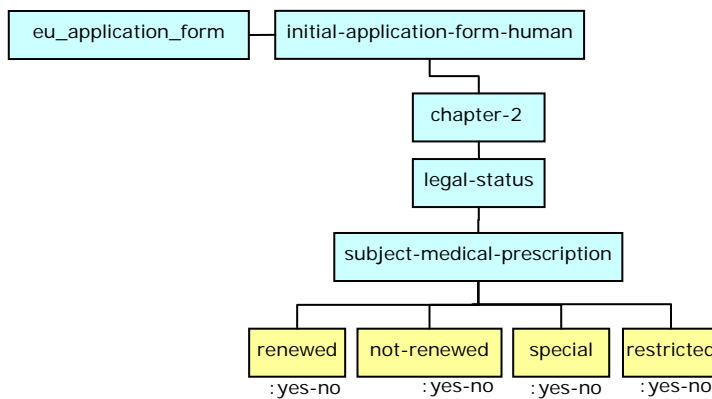 eu_application_form
initial-application-form-human
chapter-2
legal-status
subject-medical-prescription
renewed
not-renewed
special
restricted
:yes-no
:yes-no
:yes-no
:yes-no